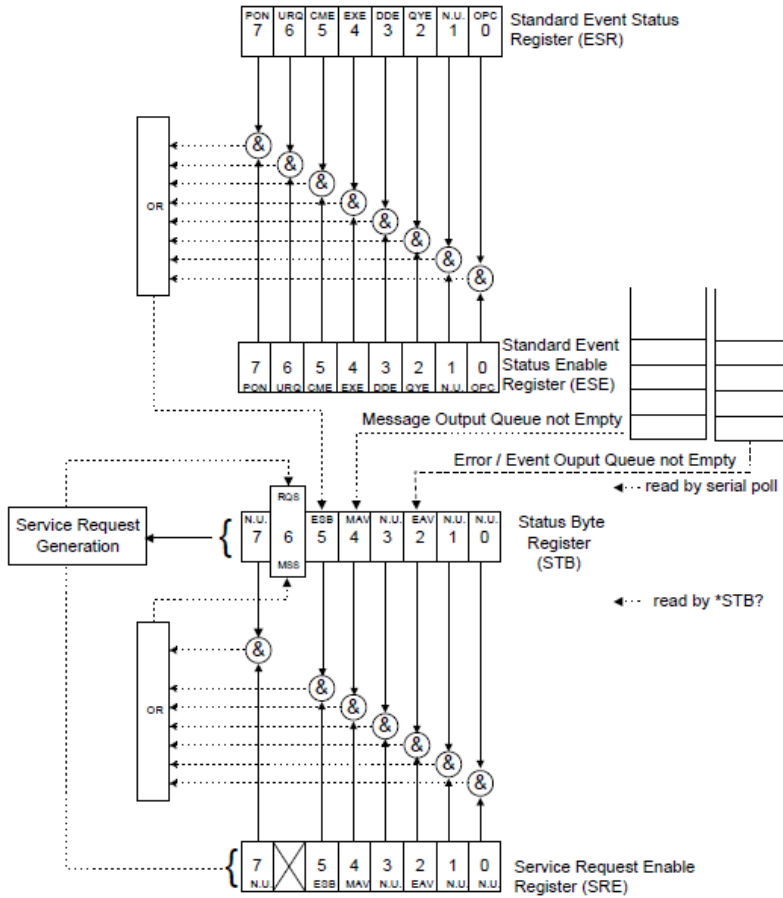 PON URQ CME EXE DDE QYE N.U. OPC
7 6 5 4 3 2 1 0
Standard Event Status
Register (ESR)
&
&
&
&
OR
&
&
&
&
7 6 5 4 3 2 1 0
PON URQ CME EXE DDE QYE N.U. OPC
Standard Event
Status Enable
Register (ESE)
Message Output Queue not Empty
Error / Event Ouput Queue not Empty
read by serial poll
RQS
N.U. ESB MAV N.U. EAV N.U. N.U.
7 6 5 4 3 2 1 0
MSS
Status Byte
Register
(STB)
Service Request
Generation
{
read by *STB?
&
&
&
OR
&
&
&
&
{
7 5 4 3 2 1 0
N.U. ESB MAV N.U. EAV N.U. N.U.
Service Request Enable
Register (SRE)